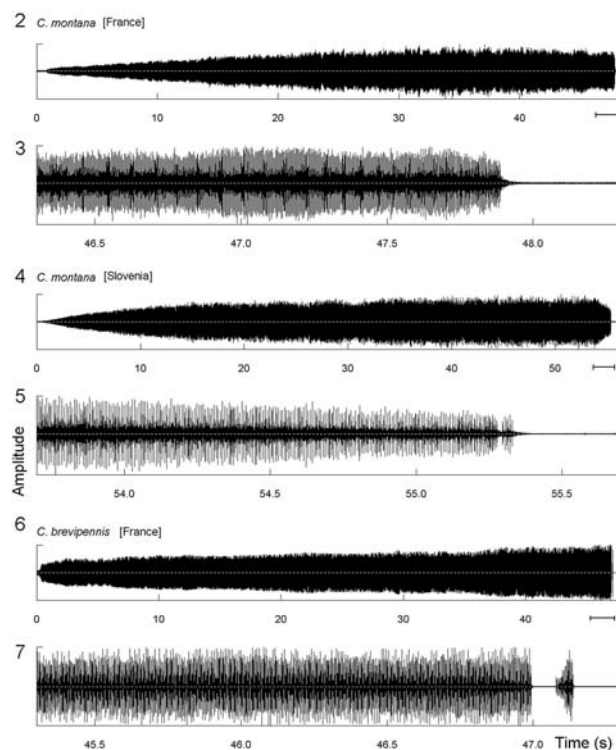 2 C. montana [France]
0 10 20 30 40
3
46.5 47.0 47.5 48.0
4 C. montana [Slovenia]
0 10 20 30 40 50
5
54.0 54.5 55.0 55.5
Amplitude
6 C. brevipennis [France]
0 10 20 30 40
7
45.5 46.0 46.5 47.0 Time (s)